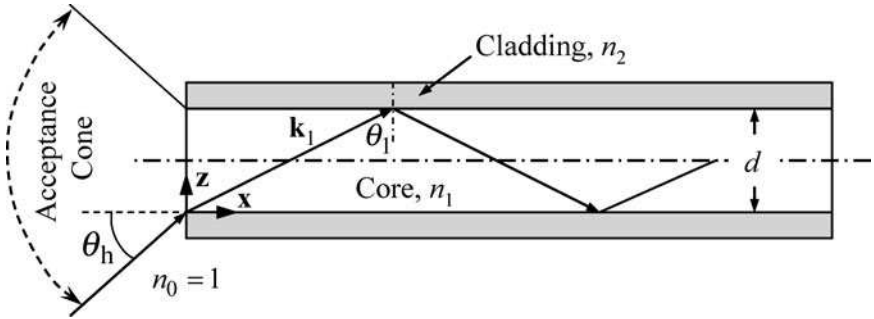 Cladding, n₂
Acceptance
Cone
k₁
θ₁
z
Core, n₁
d
x
θₕ
n₀ = 1